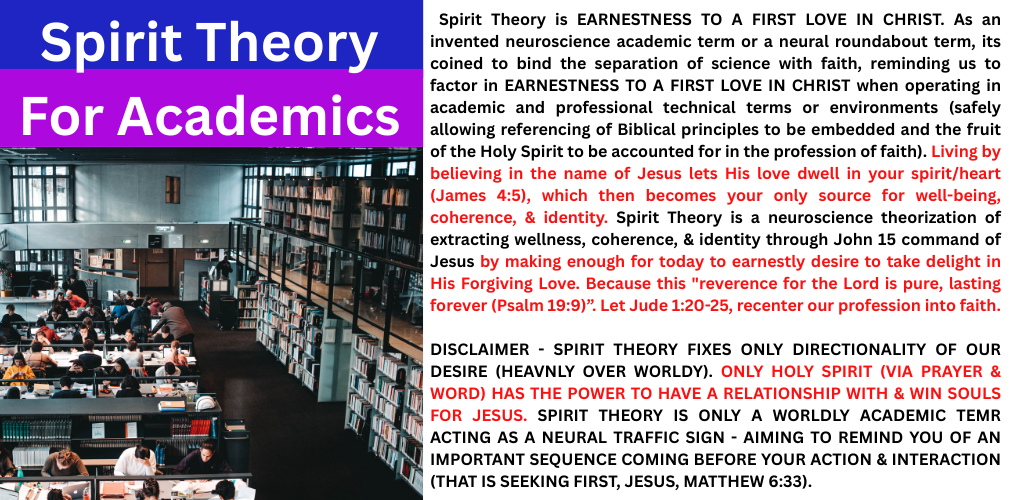 Spirit Theory
For Academics
Spirit Theory is EARNESTNESS TO A FIRST LOVE IN CHRIST. As an
invented neuroscience academic term or a neural roundabout term, its
coined to bind the separation of science with faith, reminding us to
factor in EARNESTNESS TO A FIRST LOVE IN CHRIST when operating in
academic and professional technical terms or environments (safely
allowing referencing of Biblical principles to be embedded and the fruit
of the Holy Spirit to be accounted for in the profession of faith). Living by
believing in the name of Jesus lets His love dwell in your spirit/heart
(James 4:5), which then becomes your only source for well-being,
coherence, & identity. Spirit Theory is a neuroscience theorization of
extracting wellness, coherence, & identity through John 15 command of
Jesus by making enough for today to earnestly desire to take delight in
His Forgiving Love. Because this "reverence for the Lord is pure, lasting
forever (Psalm 19:9)”. Let Jude 1:20-25, recenter our profession into faith.
DISCLAIMER - SPIRIT THEORY FIXES ONLY DIRECTIONALITY OF OUR
DESIRE (HEAVNLY OVER WORLDY). ONLY HOLY SPIRIT (VIA PRAYER &
WORD) HAS THE POWER TO HAVE A RELATIONSHIP WITH & WIN SOULS
FOR JESUS. SPIRIT THEORY IS ONLY A WORLDLY ACADEMIC TEMR
ACTING AS A NEURAL TRAFFIC SIGN - AIMING TO REMIND YOU OF AN
IMPORTANT SEQUENCE COMING BEFORE YOUR ACTION & INTERACTION
(THAT IS SEEKING FIRST, JESUS, MATTHEW 6:33).